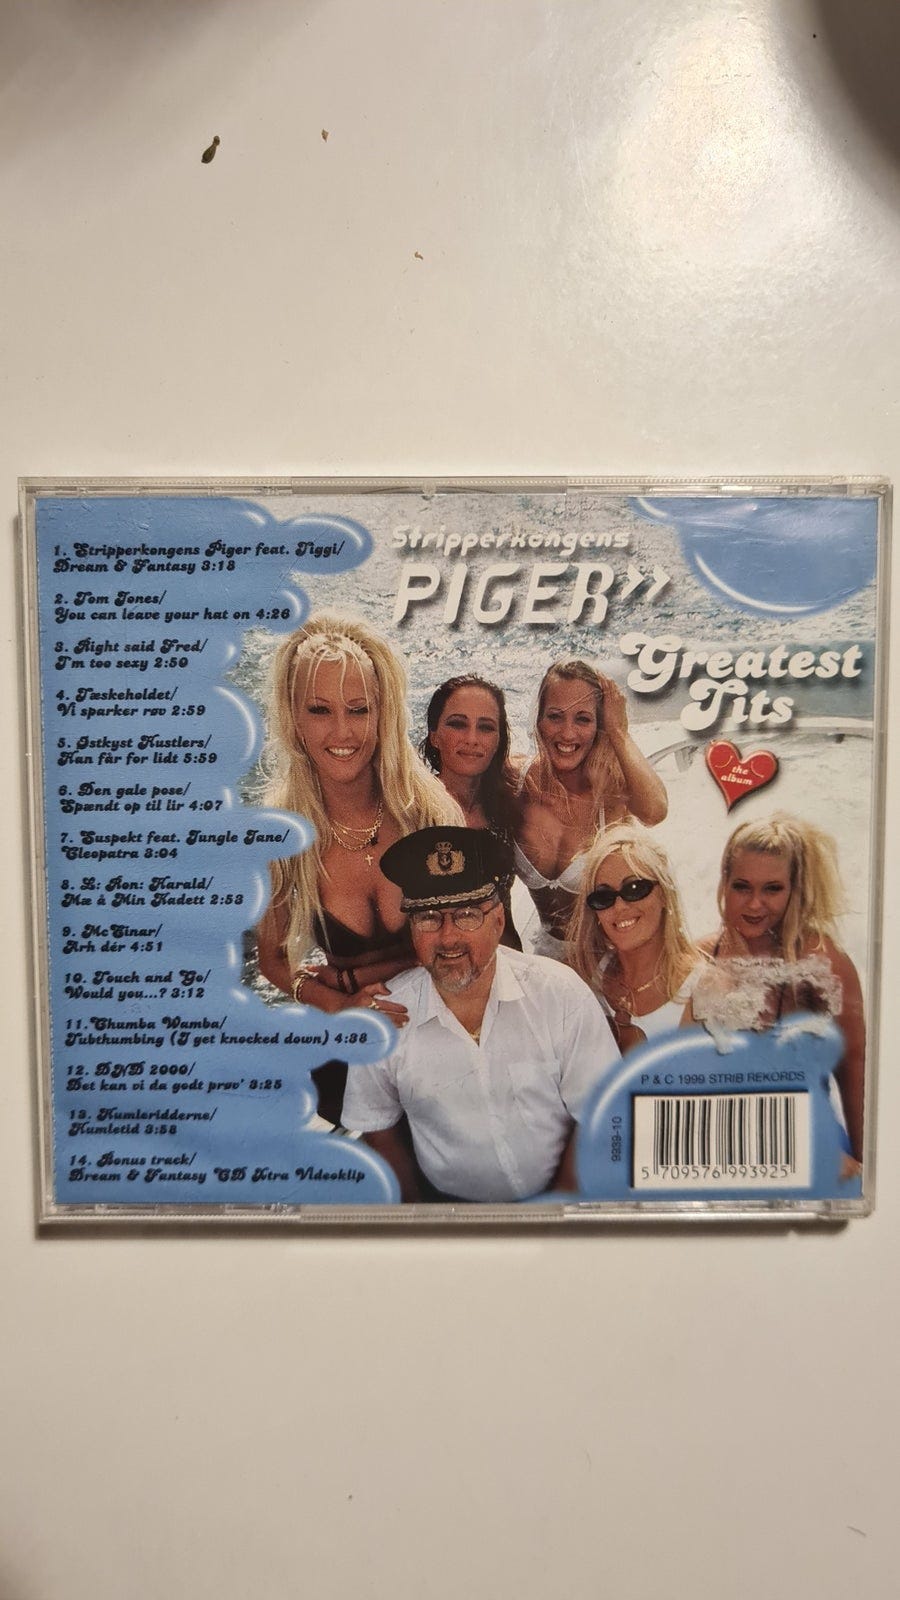 1. Stripperkongens Piger feat. Tiggi/
Dream & Fantasy 3:18
2. Tom Jones/
You can leave your hat on 4:26
3. Right said Fred/
I'm too sexy 2:50
4. Tæskeholdet/
Vi sparker røv 2:59
5. Østkyst Hustlers/
Han får for lidt 5:59
6. Den gale pose/
Spændt op til lir 4:07
7. Suspekt feat. Jungle Jane/
Cleopatra 3:04
8. L: Ron: Harald/
Mæ å Min Kadett 2:53
9. McEinar/
Arh dér 4:51
10. Touch and Go/
Would you...? 3:12
11. Chumba Wamba/
Tubthumbing (I get knocked down) 4:38
12. DND 2000/
Det kan vi da godt prøv' 3:25
13. Humleridderne/
Humletid 3:58
14. Bonus track/
Dream & Fantasy CD Xtra Videoklip
Stripperkongens
PIGER»
Greatest
Tits
the
album
P & C 1999 STRIB REKORDS
9939-10
5 709576 993925